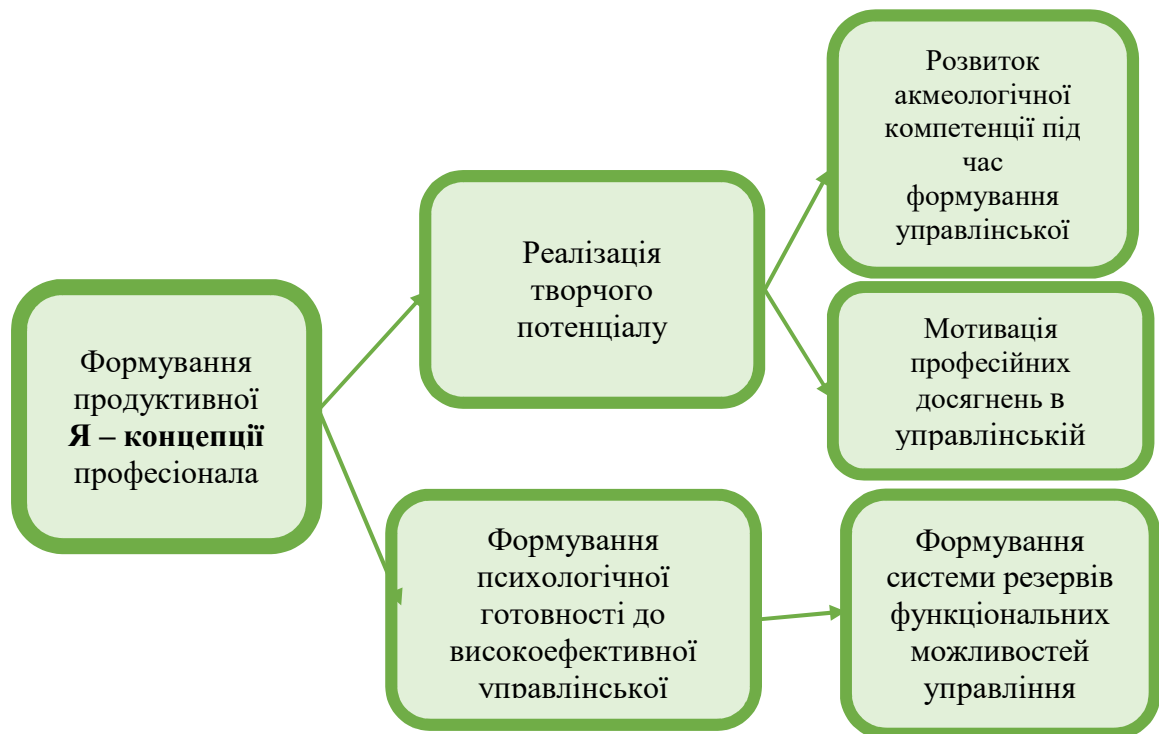 Формування
продуктивної
Я – концепції
професіонала
Реалізація
творчого
потенціалу
Розвиток
акмеологічної
компетенції під
час
формування
управлінської
Мотивація
професійних
досягнень в
управлінській
Формування
психологічної
готовності до
високоефективної
управлінської
Формування
системи резервів
функціональних
можливостей
управління